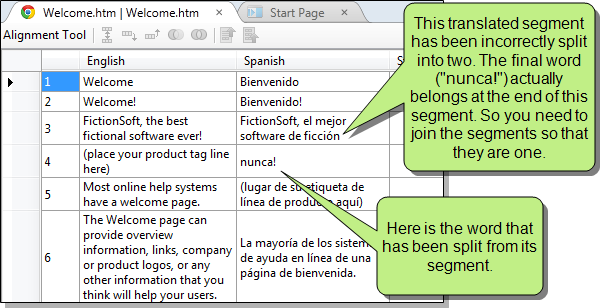 Welcome.htm | Welcome.htm
Start Page
Alignment Tool
English
Spanish
S
1
Welcome
Bienvenido
2
Welcome!
Bienvenido!
3
FictionSoft, the best
fictional software ever!
FictionSoft, el mejor
software de ficción
4
(place your product tag line
here)
nunca!
5
Most online help systems
have a welcome page.
(lugar de su etiqueta de
línea de producto aquí)
6
The Welcome page can
provide overview
information, links, company
or product logos, or any
other information that you
think will help your users.
La mayoría de los sistem
de ayuda en línea de una
página de bienvenida.
This translated segment
has been incorrectly split
into two. The final word
("nunca!") actually
belongs at the end of this
segment. So you need to
join the segments so that
they are one.
Here is the word that
has been split from its
segment.